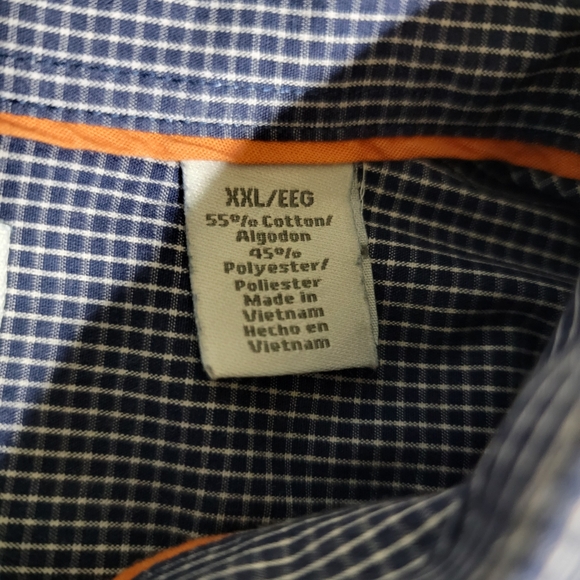 XXL/EEG
55% Cotton/
Algodon
45%
Polyester/
Poliester
Made in
Vietnam
Hecho en
Vietnam